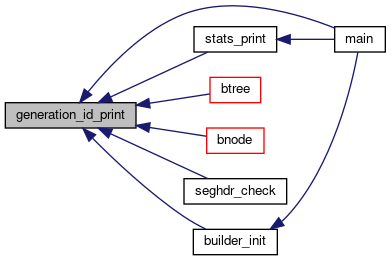 stats_print
main
btree
generation_id_print
bnode
seghdr_check
builder_init